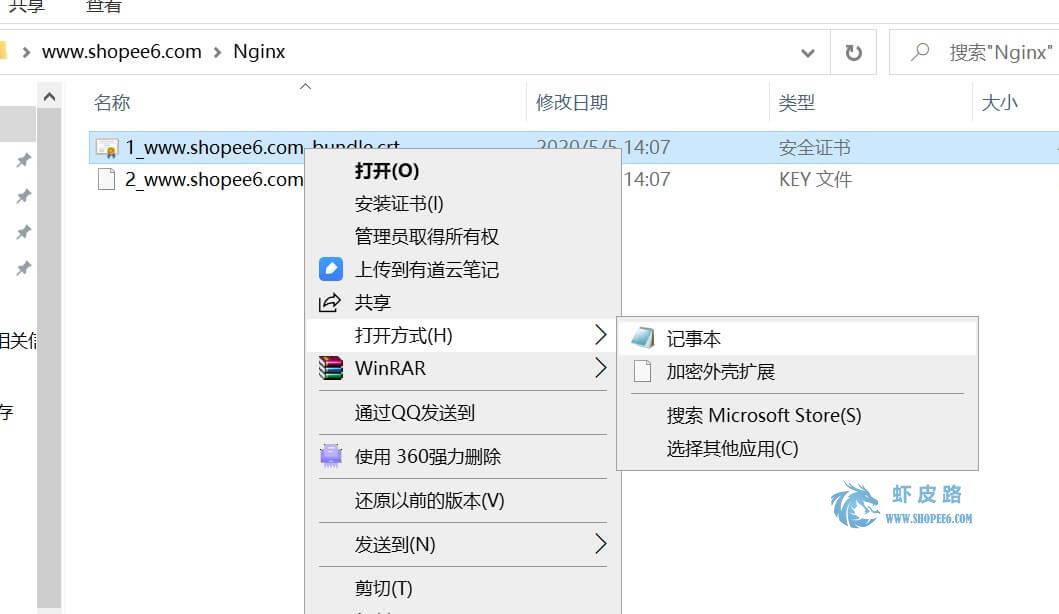 共享 查看
www.shopee6.com > Nginx 搜索"Nginx"
名称 修改日期 类型 大小
1_www.shopee6.com_bundle.crt 2020/5/5 14:07 安全证书
2_www.shopee6.com 14:07 KEY 文件
打开(O)
安装证书(I)
管理员取得所有权
上传到有道云笔记
共享
打开方式(H)
WinRAR
通过QQ发送到
使用 360强力删除
还原以前的版本(V)
发送到(N)
剪切(T)
记事本
加密外壳扩展
搜索 Microsoft Store(S)
选择其他应用(C)
相关信
存
虾皮路
WWW.SHOPEE6.COM